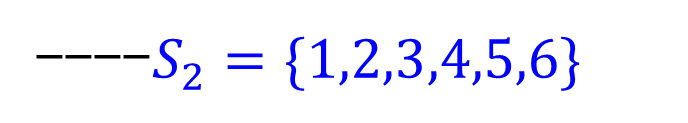 ----S₂ = {1,2,3,4,5,6}